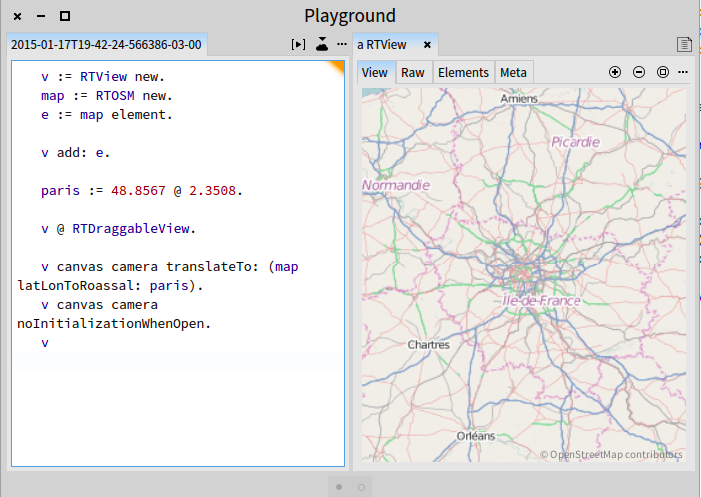 Playground
2015-01-17T19-42-24-566386-03-00
a RTView
v := RTView new.
map := RTOSM new.
e := map element.
v add: e.
paris := 48.8567 @ 2.3508.
v @ RTDraggableView.
v canvas camera translateTo: (map
latLonToRoassal: paris).
v canvas camera
noInitializationWhenOpen.
v
View Raw Elements Meta
Amiens
Picardie
Normandie
Île-de-France
Chartres
Orléans
© OpenStreetMap contributors